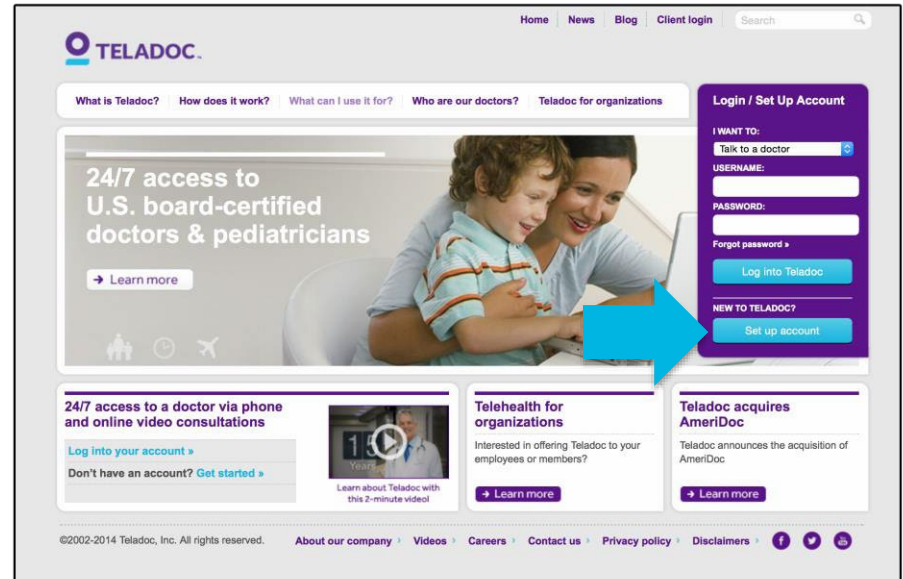 Home News Blog Client login Search
TELADOC
What is Teladoc? How does it work? What can I use it for? Who are our doctors? Teladoc for organizations
Login / Set Up Account
I WANT TO:
Talk to a doctor
USERNAME:
PASSWORD:
Forgot password »
Log into Teladoc
NEW TO TELADOC?
Set up account
24/7 access to
U.S. board-certified
doctors & pediatricians
Learn more
24/7 access to a doctor via phone
and online video consultations
Log into your account »
Don't have an account? Get started »
15
Years
Learn about Teladoc with
this 2-minute video!
Telehealth for
organizations
Interested in offering Teladoc to your
employees or members?
Learn more
Teladoc acquires
AmeriDoc
Teladoc announces the acquisition of
AmeriDoc
Learn more
©2002-2014 Teladoc, Inc. All rights reserved. About our company Videos Careers Contact us Privacy policy Disclaimers